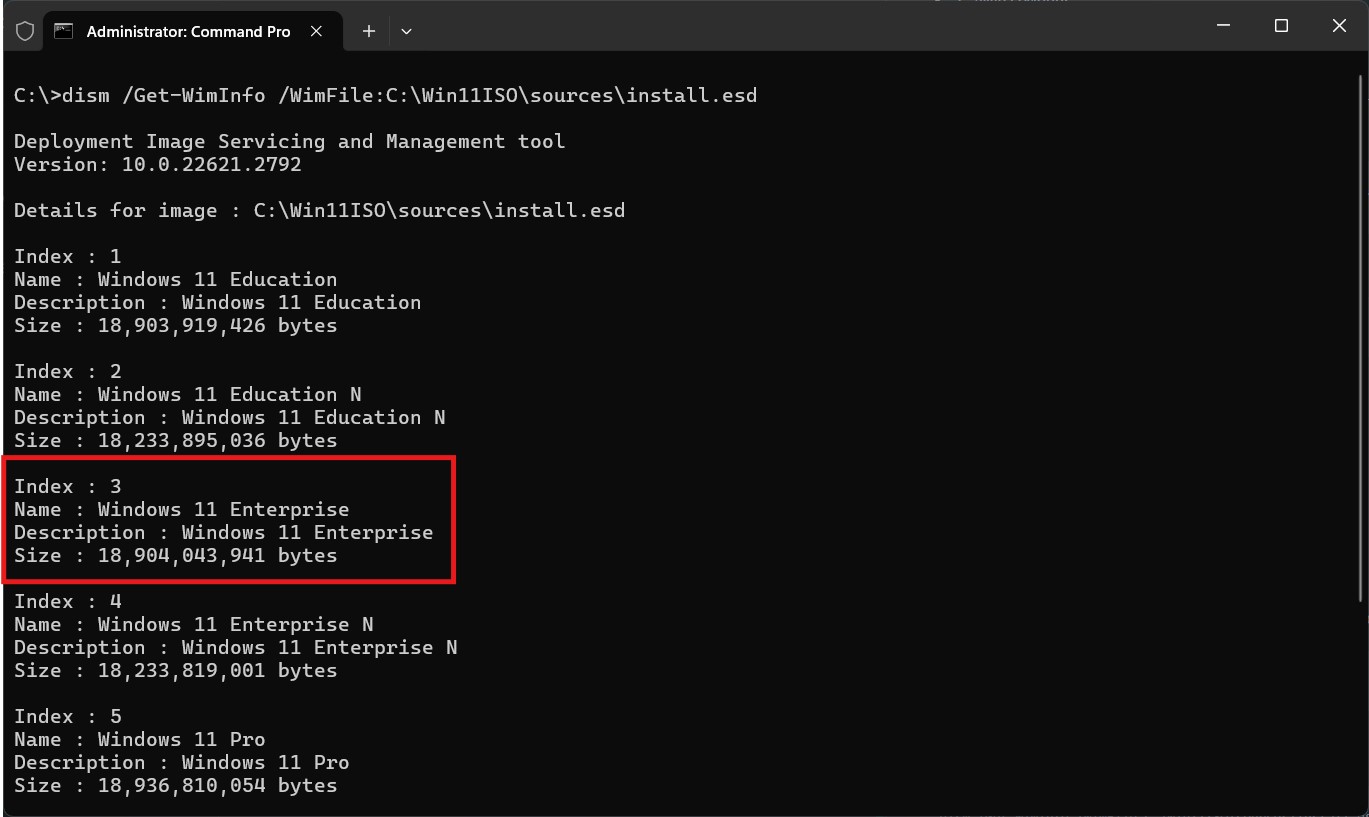 Administrator: Command Pro
C:\>dism /Get-WimInfo /WimFile:C:\Win11ISO\sources\install.esd
Deployment Image Servicing and Management tool
Version: 10.0.22621.2792
Details for image : C:\Win11ISO\sources\install.esd
Index : 1
Name : Windows 11 Education
Description : Windows 11 Education
Size : 18,903,919,426 bytes
Index : 2
Name : Windows 11 Education N
Description : Windows 11 Education N
Size : 18,233,895,036 bytes
Index : 3
Name : Windows 11 Enterprise
Description : Windows 11 Enterprise
Size : 18,904,043,941 bytes
Index : 4
Name : Windows 11 Enterprise N
Description : Windows 11 Enterprise N
Size : 18,233,819,001 bytes
Index : 5
Name : Windows 11 Pro
Description : Windows 11 Pro
Size : 18,936,810,054 bytes